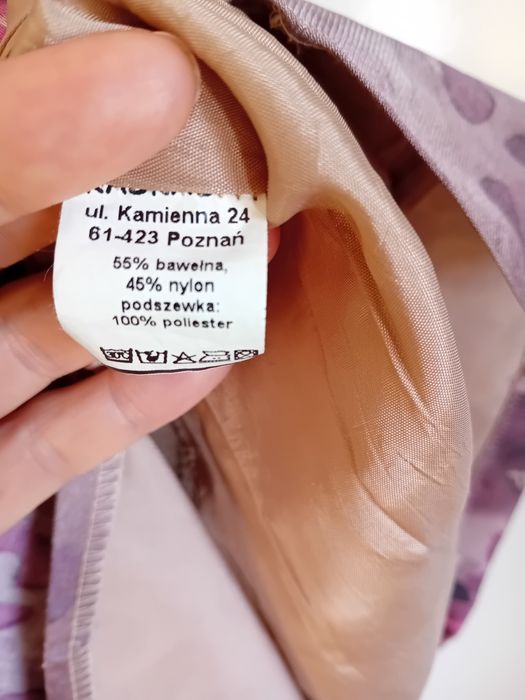 ul. Kamienna 24
61-423 Poznań
55% bawełna,
45% nylon
podszewka:
100% poliester